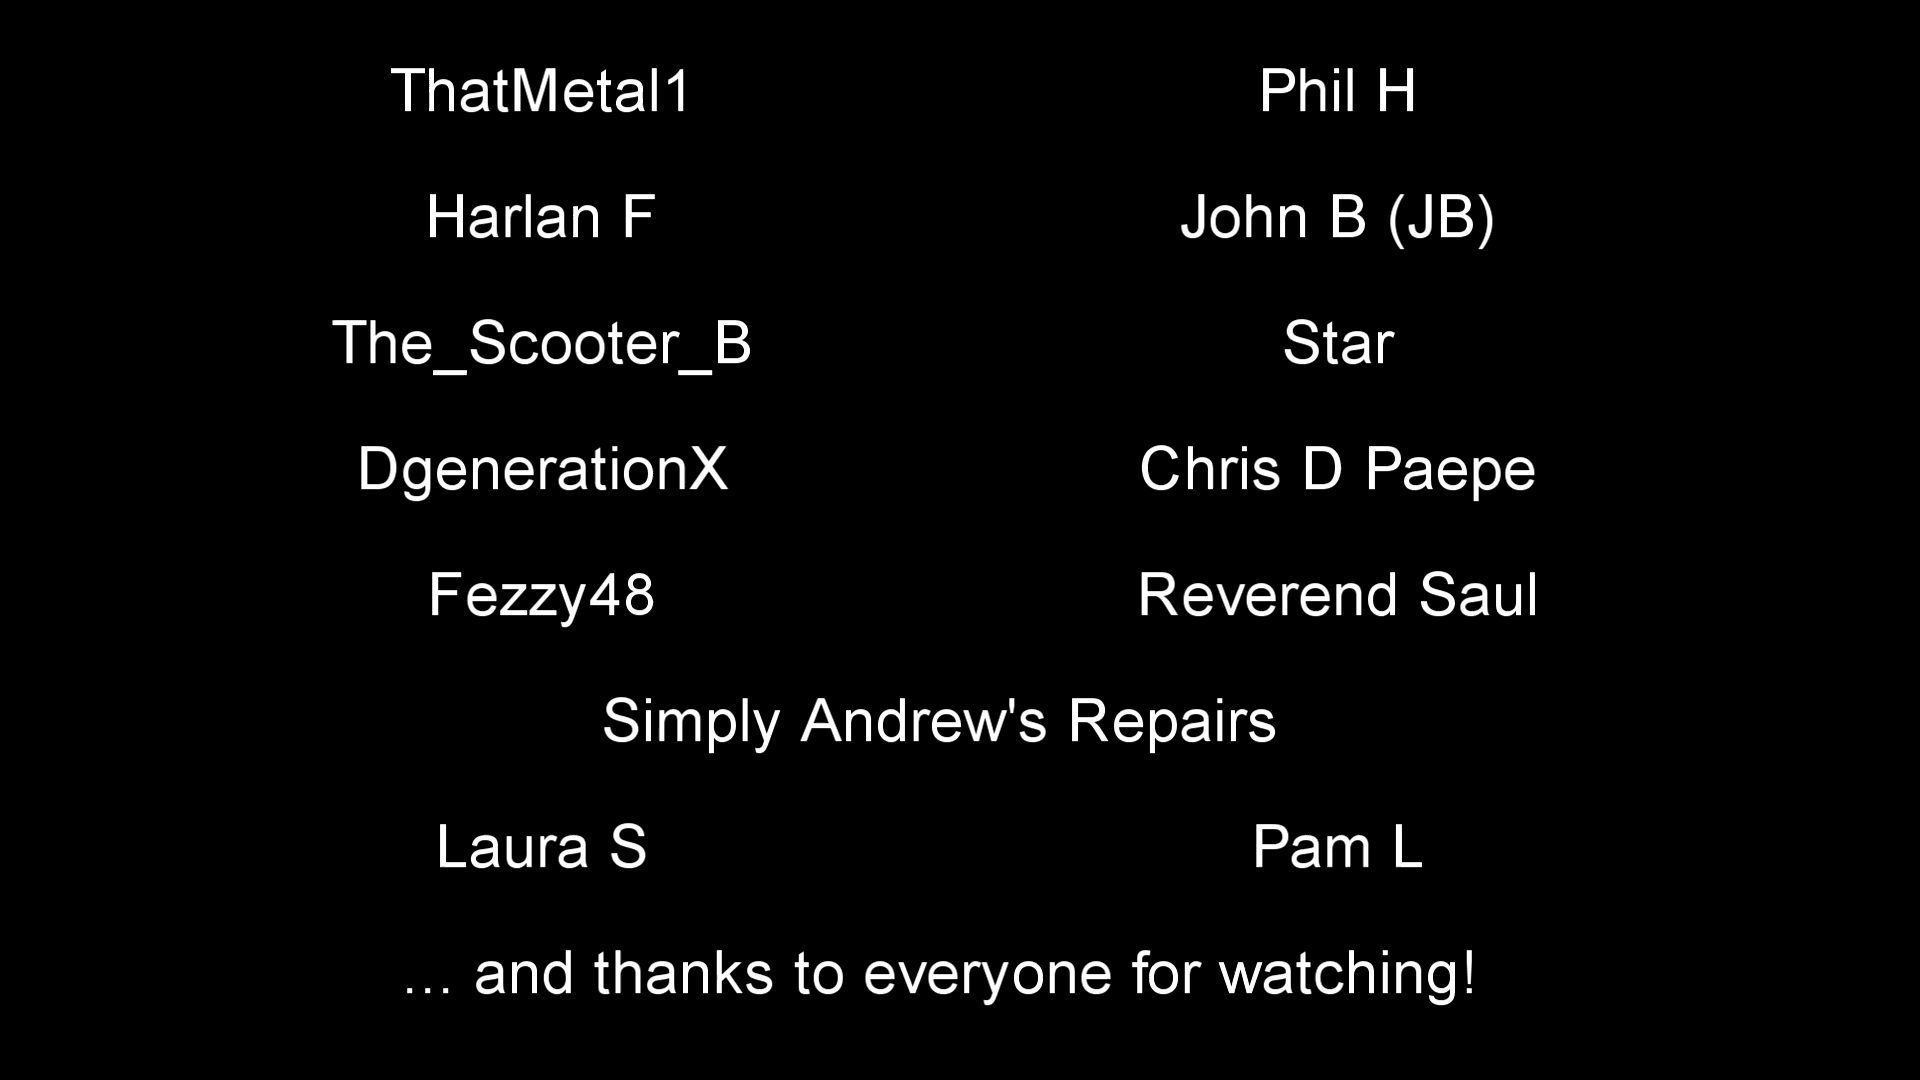 ThatMetal1 Phil H
Harlan F John B (JB)
The_Scooter_B Star
DgenerationX Chris D Paepe
Fezzy48 Reverend Saul
Simply Andrew's Repairs
Laura S Pam L
... and thanks to everyone for watching!